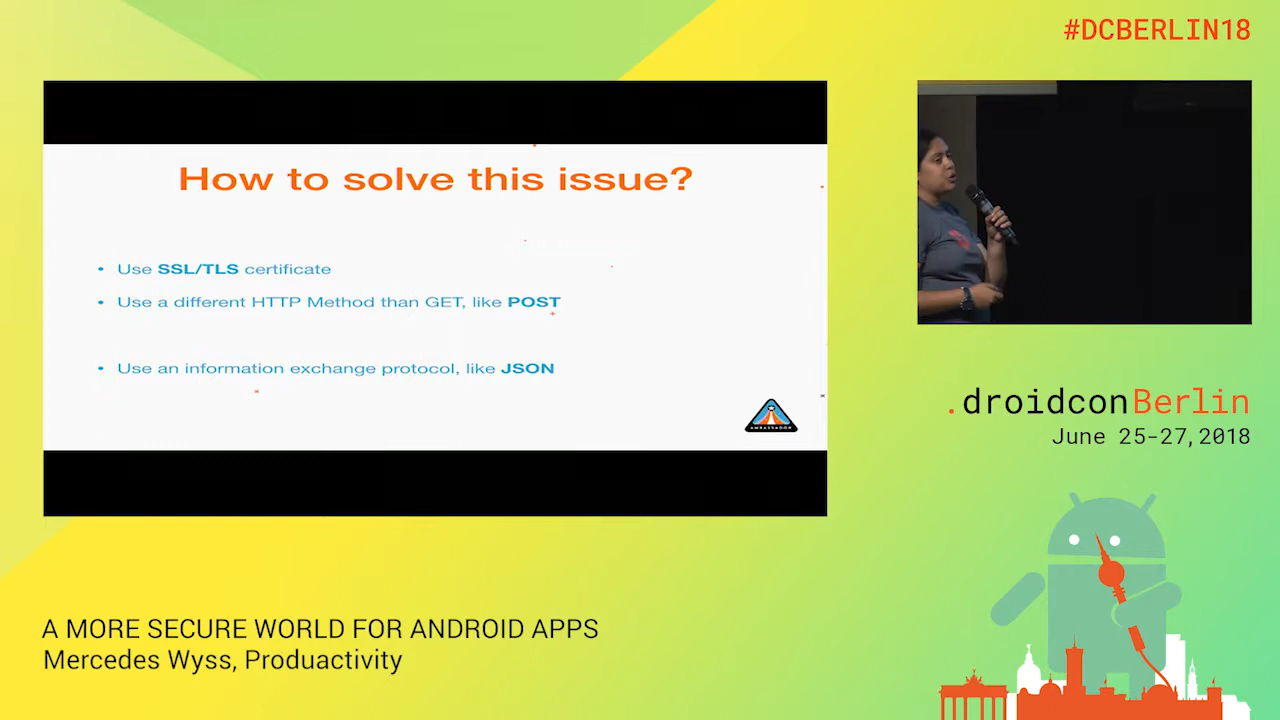 #DCBERLIN18
How to solve this issue?
• Use SSL/TLS certificate
• Use a different HTTP Method than GET, like POST
• Use an information exchange protocol, like JSON
AMBASSADOR
.droidconBerlin
June 25-27, 2018
A MORE SECURE WORLD FOR ANDROID APPS
Mercedes Wyss, Produactivity